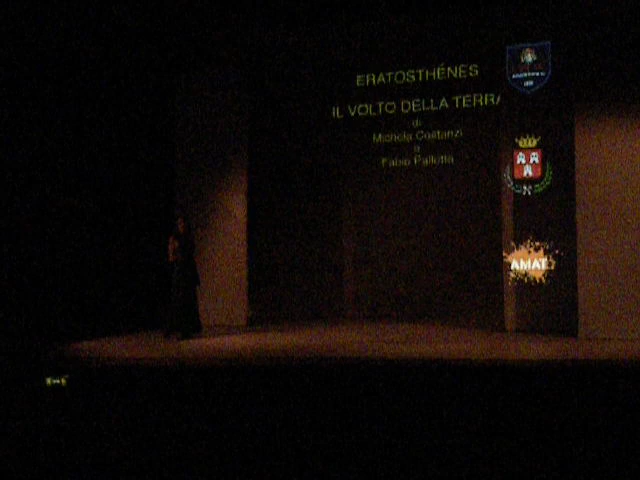 ERATOSTHÉNES
IL VOLTO DELLA TERRA
di
Michela Costanzi
e
Fabio Pallotta
AMAT